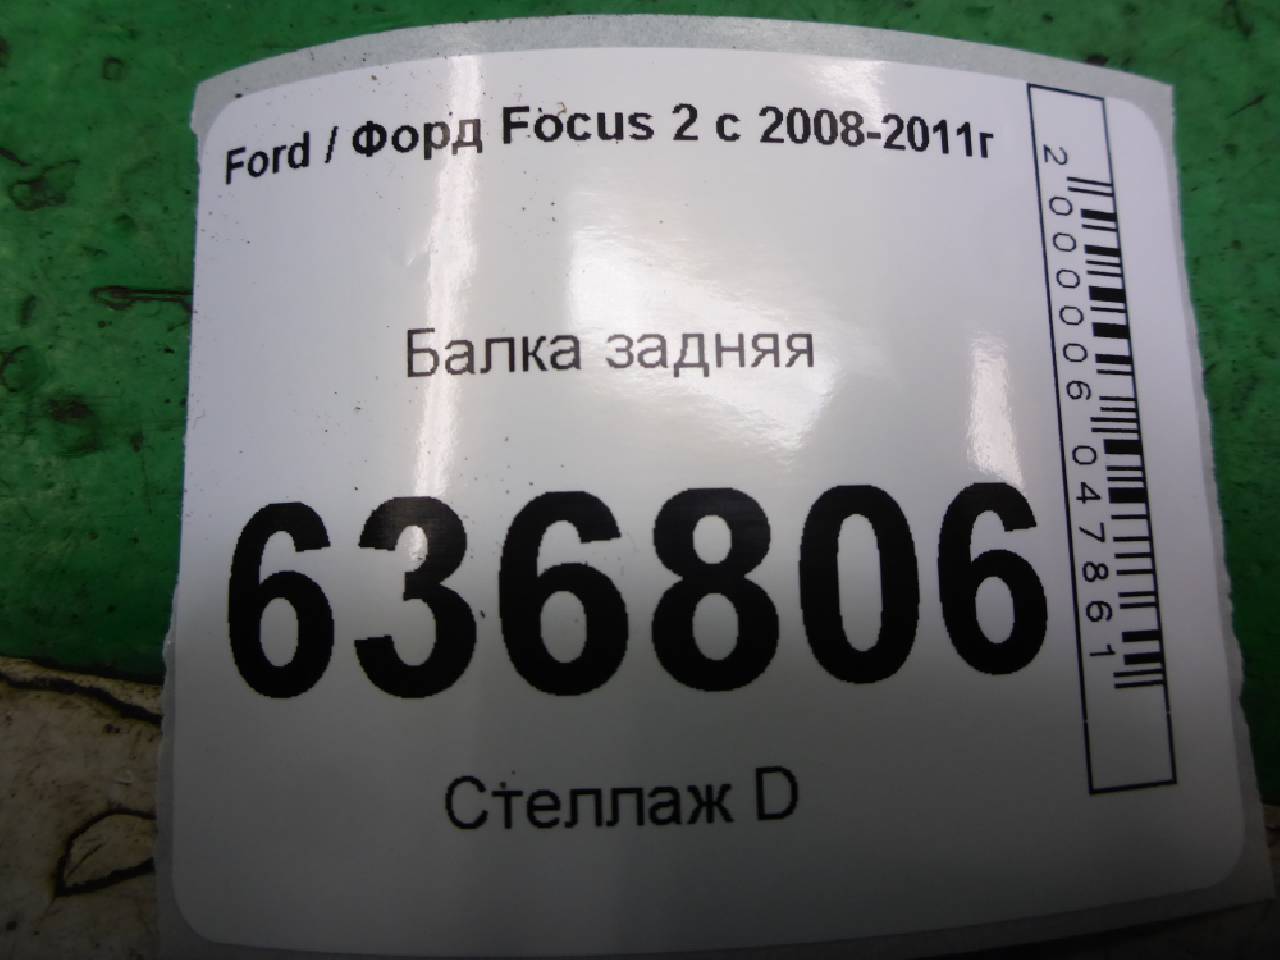 Ford / Форд Focus 2 с 2008-2011г
Балка задняя
636806
Стеллаж D
2000006047861